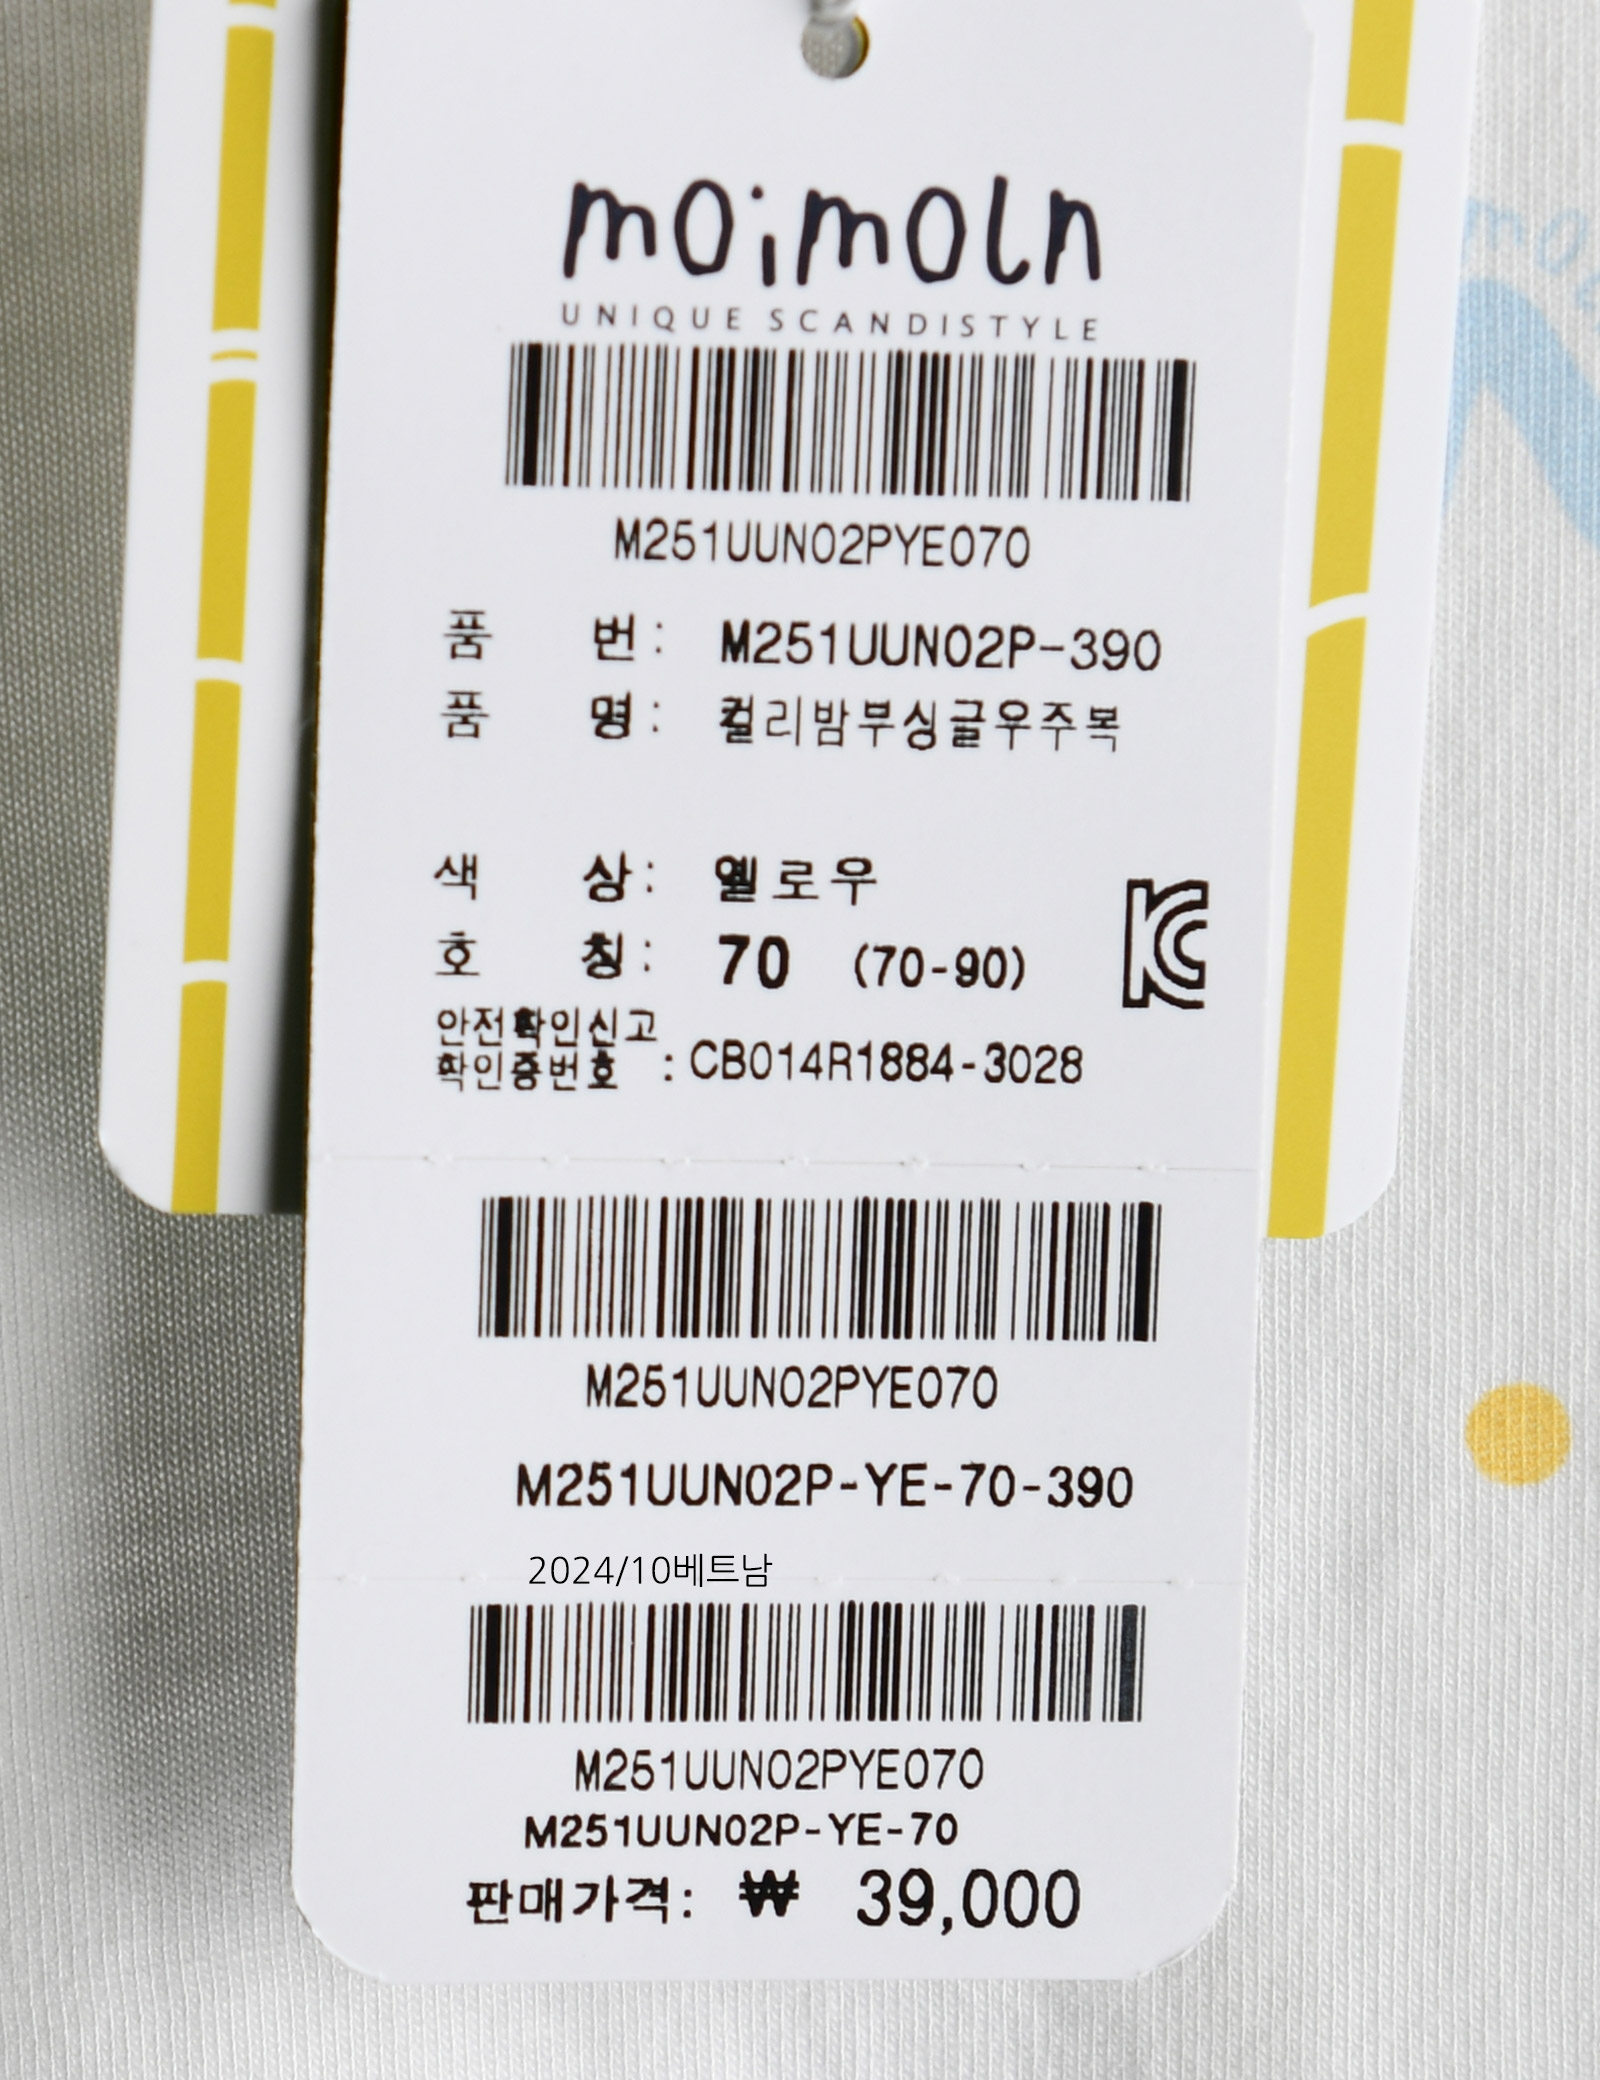 moimoln
UNIQUE SCANDISTYLE
M251UUN02PYE070
품 번 : M251UUN02P-390
품 명 : 컬리밤부싱글우주복
색 상 : 옐로우
호 칭 : 70 (70-90)
안전확인신고
확인증번호 : CB014R1884-3028
M251UUN02PYE070
M251UUN02P-YE-70-390
2024/10베트남
M251UUN02PYE070
M251UUN02P-YE-70
판매가격: ₩ 39,000